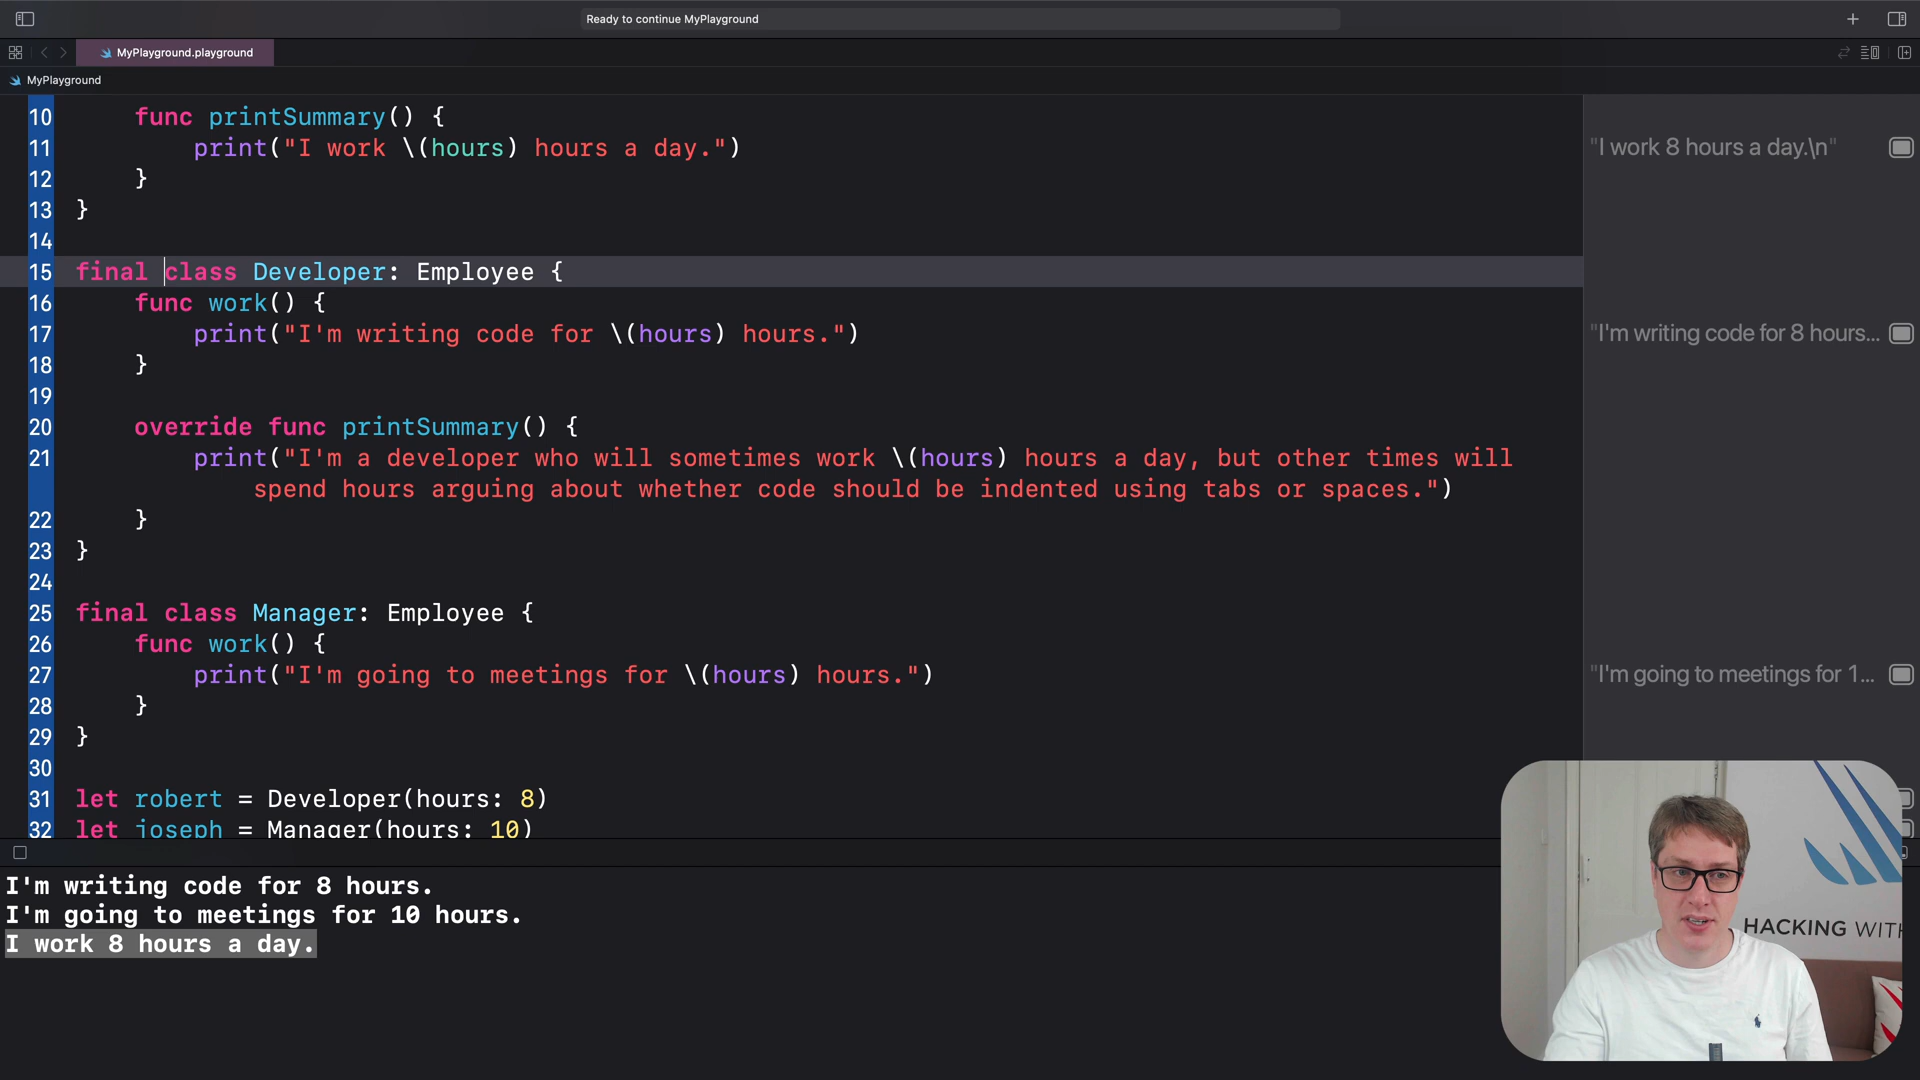 Ready to continue MyPlayground
MyPlayground.playground
MyPlayground
10 func printSummary() {
11 print("I work \(hours) hours a day.")
"I work 8 hours a day.\n"
12 }
13 }
14
15 final class Developer: Employee {
16 func work() {
17 print("I'm writing code for \(hours) hours.")
"I'm writing code for 8 hours...
18 }
19
20 override func printSummary() {
21 print("I'm a developer who will sometimes work \(hours) hours a day, but other times will
spend hours arguing about whether code should be indented using tabs or spaces.")
22 }
23 }
24
25 final class Manager: Employee {
26 func work() {
27 print("I'm going to meetings for \(hours) hours.")
"I'm going to meetings for 1...
28 }
29 }
30
31 let robert = Developer(hours: 8)
32 let joseph = Manager(hours: 10)
I'm writing code for 8 hours.
I'm going to meetings for 10 hours.
I work 8 hours a day.
HACKING WITH